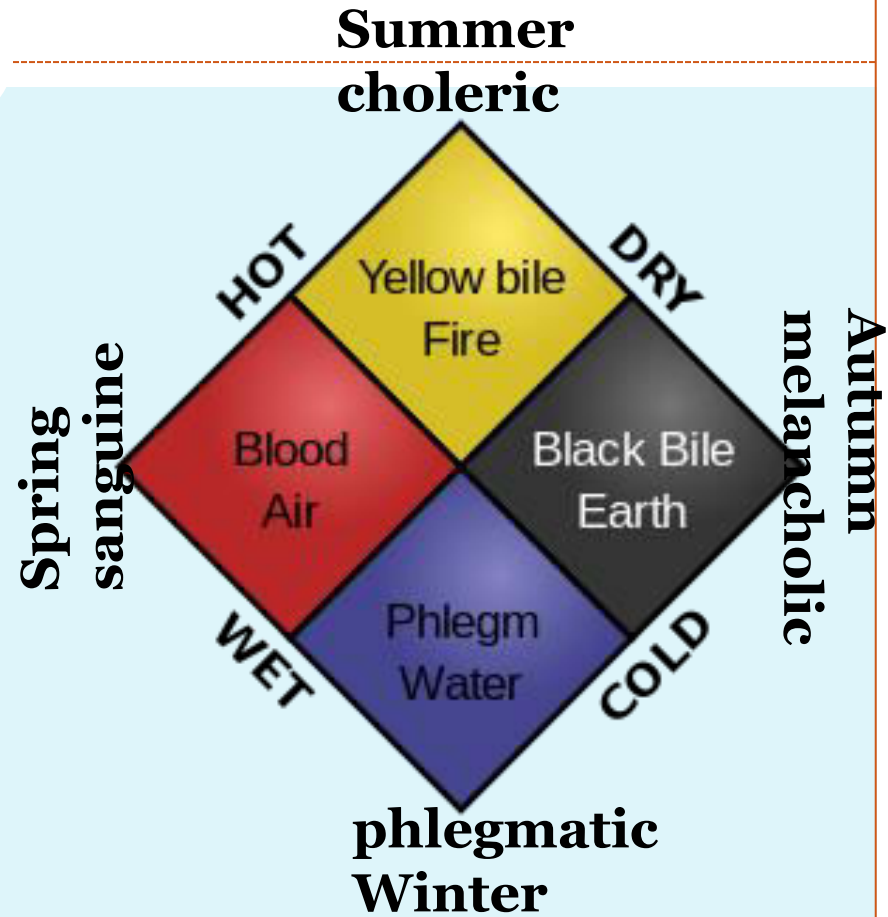 Summer
choleric
HOT
DRY
Yellow bile
Fire
Spring
sanguine
Blood
Air
Black Bile
Earth
Autumn
melancholic
Phlegm
Water
WET
COLD
phlegmatic
Winter